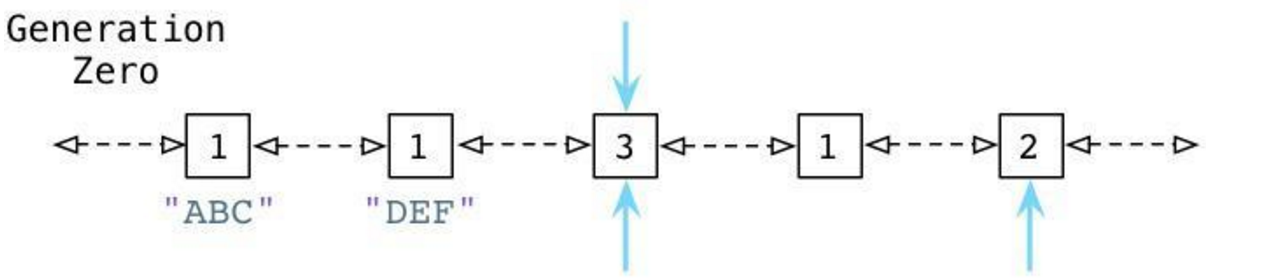 Generation
Zero
1 1 3 1 2
"ABC" "DEF"